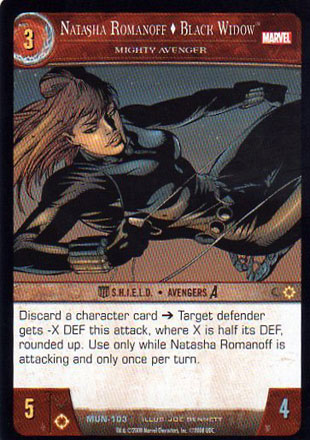 3
NATASHA ROMANOFF ♦ BLACK WIDOW™
MARVEL
MIGHTY AVENGER
S.H.I.E.L.D. • AVENGERS A
Discard a character card ➔ Target defender
gets -X DEF this attack, where X is half its DEF,
rounded up. Use only while Natasha Romanoff is
attacking and only once per turn.
5
MUN-103
ILLUS: JOE BENNETT
4